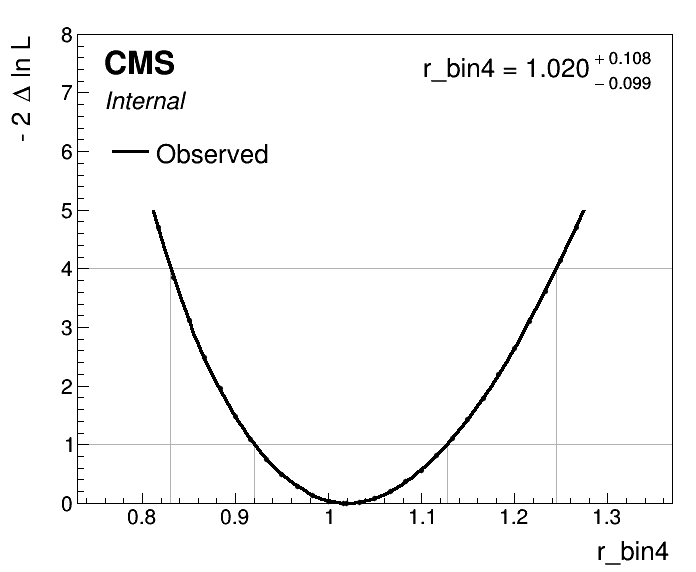 - 2 Δ ln L
CMS
Internal
r_bin4 = 1.020 + 0.108 − 0.099
Observed
8
7
6
5
4
3
2
1
0
0.8 0.9 1 1.1 1.2 1.3
r_bin4